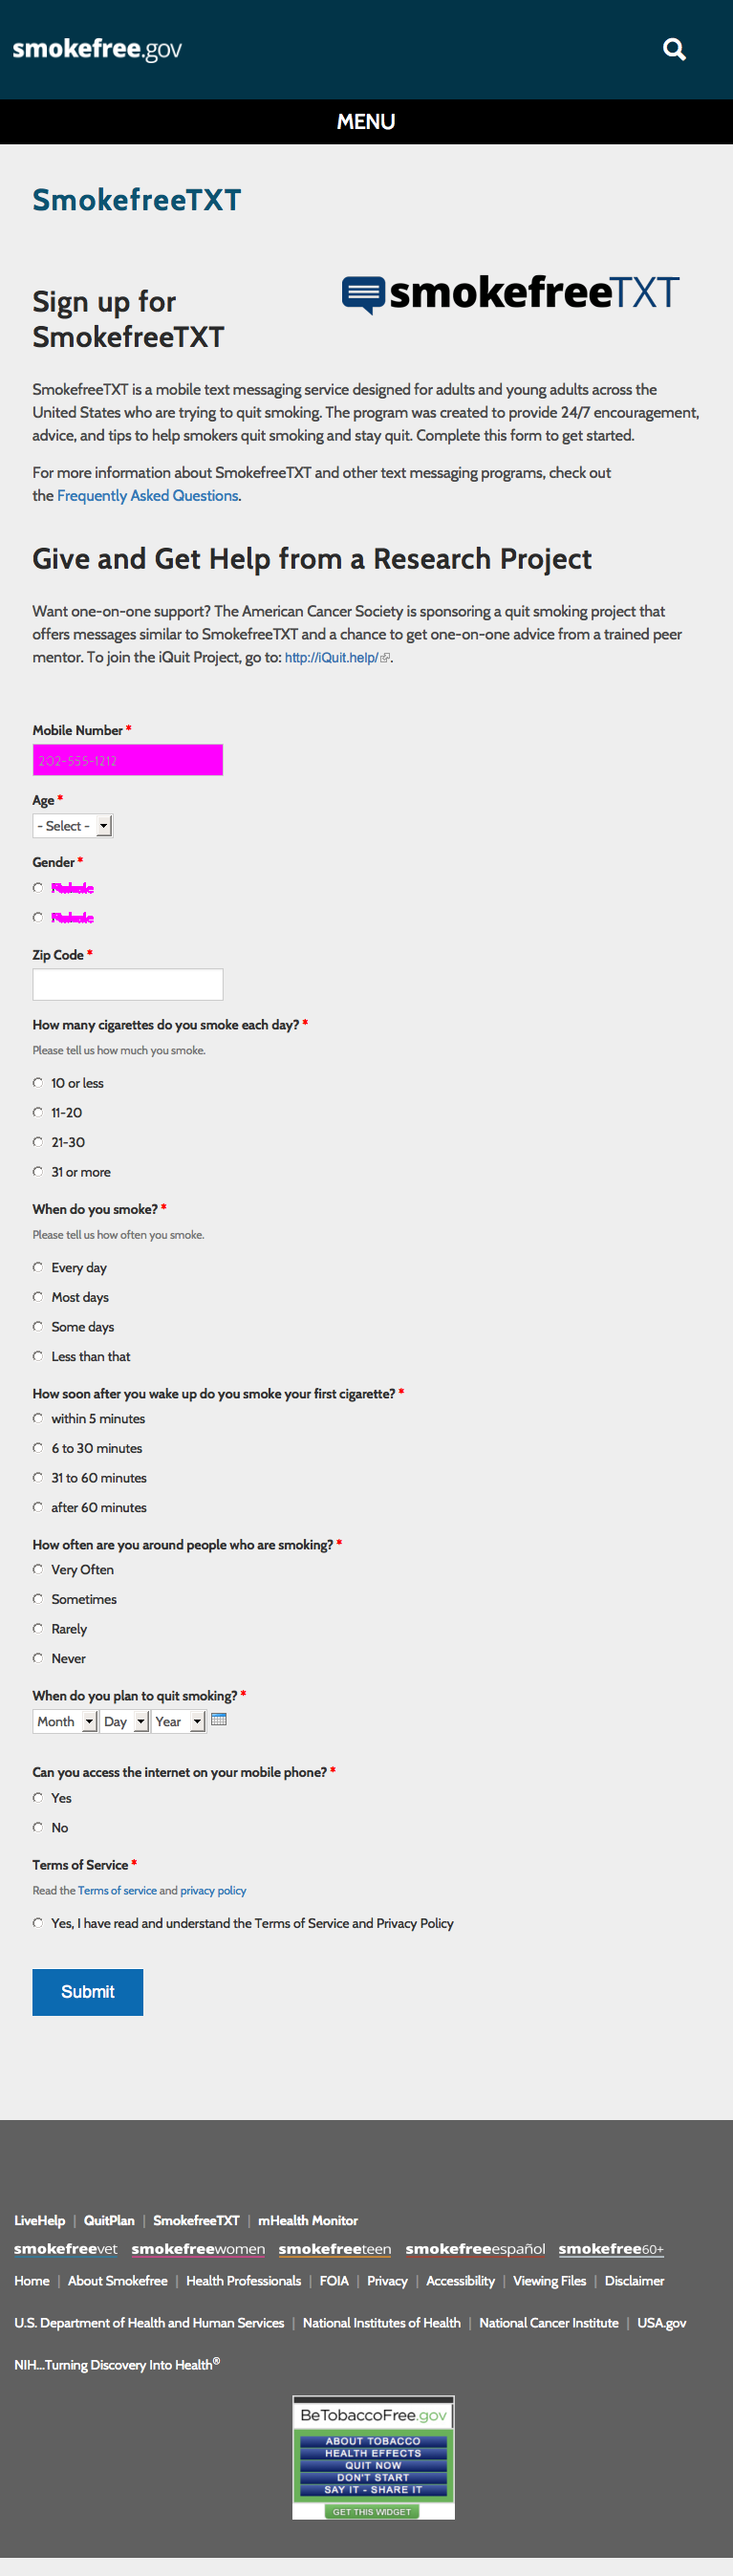 smokefree.gov
MENU
SmokefreeTXT
smokefreeTXT
Sign up for
SmokefreeTXT
SmokefreeTXT is a mobile text messaging service designed for adults and young adults across the
United States who are trying to quit smoking. The program was created to provide 24/7 encouragement,
advice, and tips to help smokers quit smoking and stay quit. Complete this form to get started.
For more information about SmokefreeTXT and other text messaging programs, check out
the Frequently Asked Questions.
Give and Get Help from a Research Project
Want one-on-one support? The American Cancer Society is sponsoring a quit smoking project that
offers messages similar to SmokefreeTXT and a chance to get one-on-one advice from a trained peer
mentor. To join the iQuit Project, go to: http://iQuit.help/.
Mobile Number *
202-555-1212
Age *
- Select -
Gender *
Zip Code *
How many cigarettes do you smoke each day? *
Please tell us how much you smoke.
10 or less
11-20
21-30
31 or more
When do you smoke? *
Please tell us how often you smoke.
Every day
Most days
Some days
Less than that
How soon after you wake up do you smoke your first cigarette? *
within 5 minutes
6 to 30 minutes
31 to 60 minutes
after 60 minutes
How often are you around people who are smoking? *
Very Often
Sometimes
Rarely
Never
When do you plan to quit smoking? *
Month Day Year
Can you access the internet on your mobile phone? *
Yes
No
Terms of Service *
Read the Terms of service and privacy policy
Yes, I have read and understand the Terms of Service and Privacy Policy
Submit
LiveHelp | QuitPlan | SmokefreeTXT | mHealth Monitor
smokefreevet smokefreewomen smokefreeteen smokefreeespañol smokefree60+
Home | About Smokefree | Health Professionals | FOIA | Privacy | Accessibility | Viewing Files | Disclaimer
U.S. Department of Health and Human Services | National Institutes of Health | National Cancer Institute | USA.gov
NIH...Turning Discovery Into Health®
BeTobaccoFree.gov
ABOUT TOBACCO
HEALTH EFFECTS
QUIT NOW
DON'T START
SAY IT - SHARE IT
GET THIS WIDGET